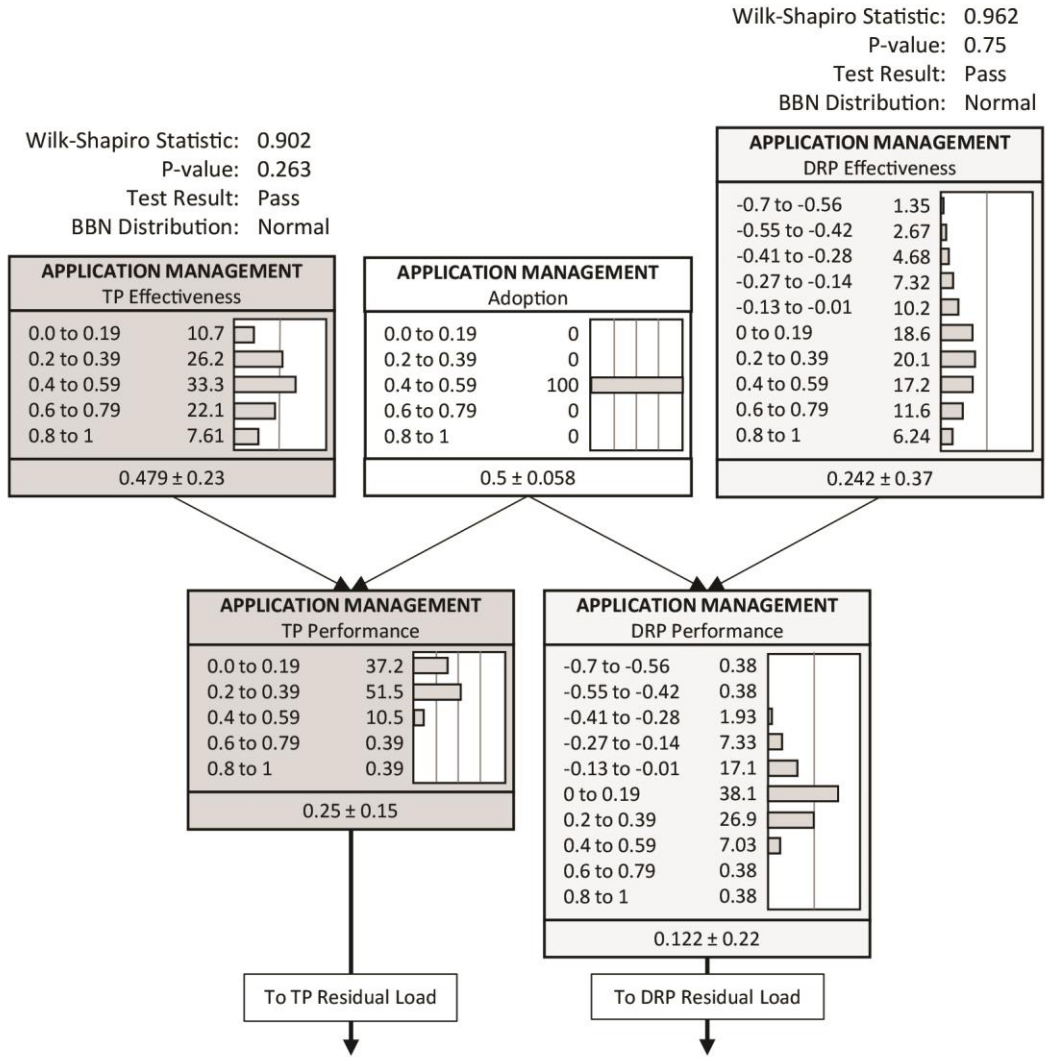 Wilk-Shapiro Statistic: 0.962
P-value: 0.75
Test Result: Pass
BBN Distribution: Normal
Wilk-Shapiro Statistic: 0.902
P-value: 0.263
Test Result: Pass
BBN Distribution: Normal
APPLICATION MANAGEMENT
TP Effectiveness
0.0 to 0.19 10.7
0.2 to 0.39 26.2
0.4 to 0.59 33.3
0.6 to 0.79 22.1
0.8 to 1 7.61
0.479 ± 0.23
APPLICATION MANAGEMENT
Adoption
0.0 to 0.19 0
0.2 to 0.39 0
0.4 to 0.59 100
0.6 to 0.79 0
0.8 to 1 0
0.5 ± 0.058
APPLICATION MANAGEMENT
DRP Effectiveness
-0.7 to -0.56 1.35
-0.55 to -0.42 2.67
-0.41 to -0.28 4.68
-0.27 to -0.14 7.32
-0.13 to -0.01 10.2
0 to 0.19 18.6
0.2 to 0.39 20.1
0.4 to 0.59 17.2
0.6 to 0.79 11.6
0.8 to 1 6.24
0.242 ± 0.37
APPLICATION MANAGEMENT
TP Performance
0.0 to 0.19 37.2
0.2 to 0.39 51.5
0.4 to 0.59 10.5
0.6 to 0.79 0.39
0.8 to 1 0.39
0.25 ± 0.15
APPLICATION MANAGEMENT
DRP Performance
-0.7 to -0.56 0.38
-0.55 to -0.42 0.38
-0.41 to -0.28 1.93
-0.27 to -0.14 7.33
-0.13 to -0.01 17.1
0 to 0.19 38.1
0.2 to 0.39 26.9
0.4 to 0.59 7.03
0.6 to 0.79 0.38
0.8 to 1 0.38
0.122 ± 0.22
To TP Residual Load
To DRP Residual Load